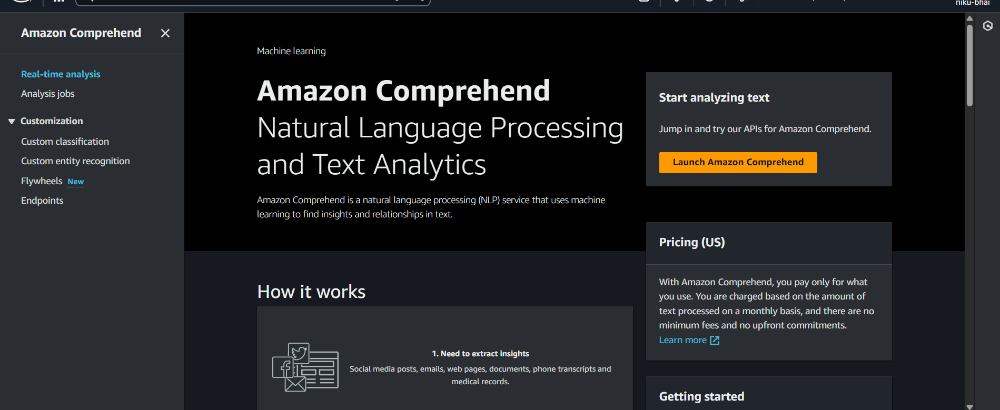 niku-bhai
Amazon Comprehend
Real-time analysis
Analysis jobs
Customization
Custom classification
Custom entity recognition
Flywheels New
Endpoints
Machine learning
Amazon Comprehend
Natural Language Processing
and Text Analytics
Amazon Comprehend is a natural language processing (NLP) service that uses machine
learning to find insights and relationships in text.
Start analyzing text
Jump in and try our APIs for Amazon Comprehend.
Launch Amazon Comprehend
Pricing (US)
With Amazon Comprehend, you pay only for what
you use. You are charged based on the amount of
text processed on a monthly basis, and there are no
minimum fees and no upfront commitments.
Learn more
How it works
1. Need to extract insights
Social media posts, emails, web pages, documents, phone transcripts and
medical records.
Getting started